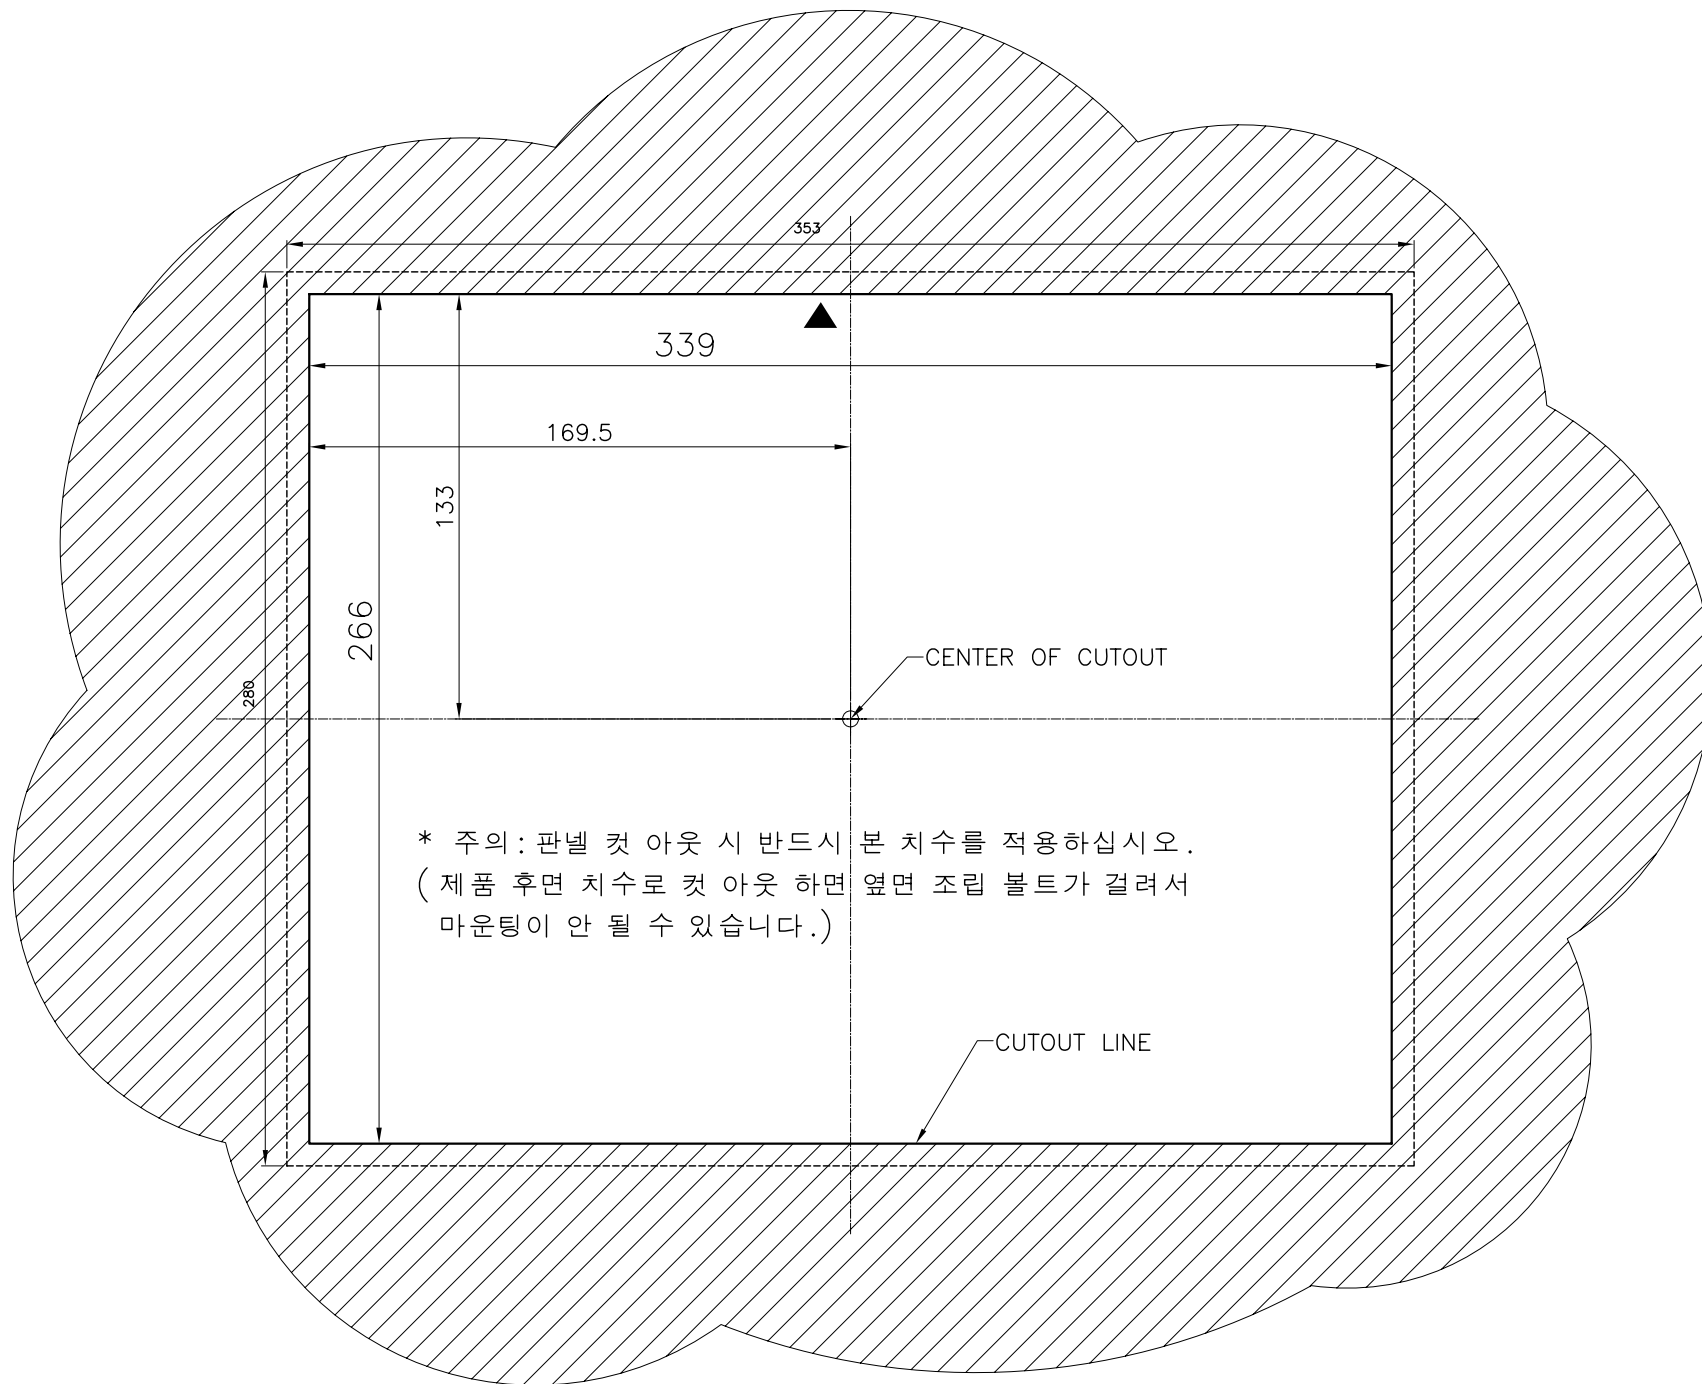 353
339
169.5
133
266
280
CENTER OF CUTOUT
* 주의: 판넬 컷 아웃 시 반드시 본 치수를 적용하십시오.
( 제품 후면 치수로 컷 아웃 하면 옆면 조립 볼트가 걸려서
마운팅이 안 될 수 있습니다.)
CUTOUT LINE